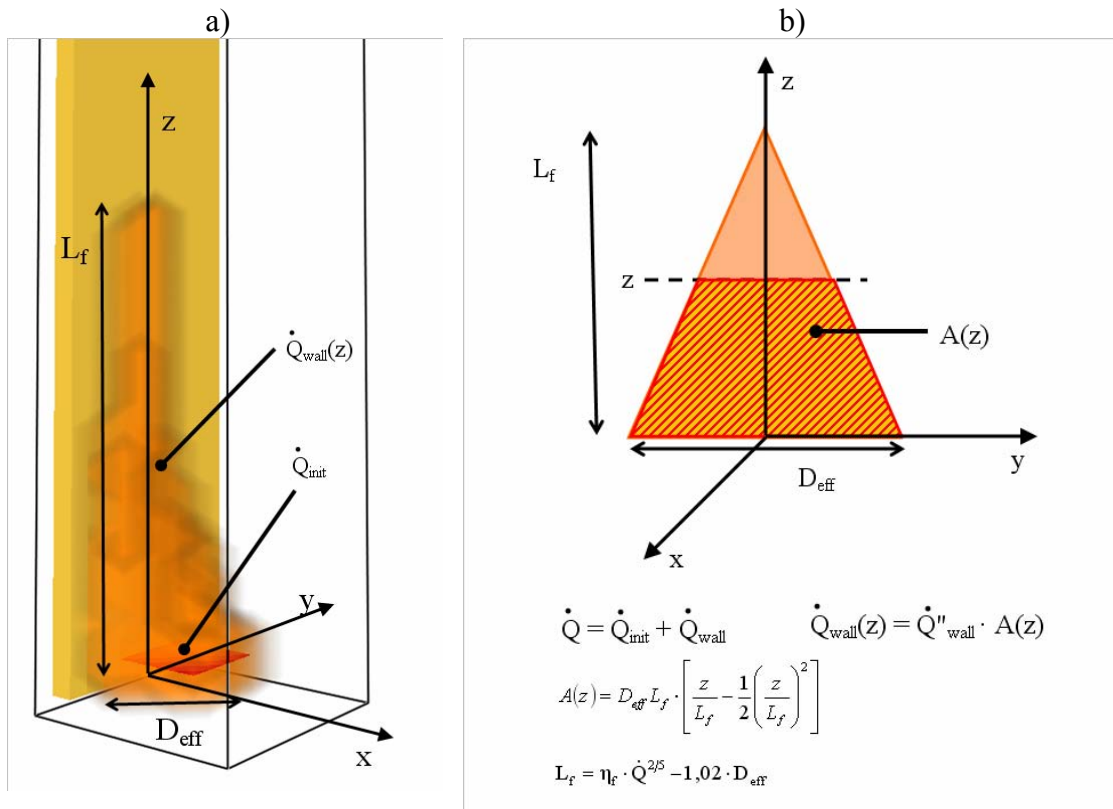 a)
z
L_f
Q̇_wall(z)
Q̇_init
y
D_eff
x
b)
z
L_f
z
A(z)
y
D_eff
x
Q̇ = Q̇_init + Q̇_wall
Q̇_wall(z) = Q̇"_wall · A(z)
A(z) = D_eff L_f · [z/L_f − 1/2 (z/L_f)²]
L_f = η_f · Q̇^2/5 − 1,02 · D_eff